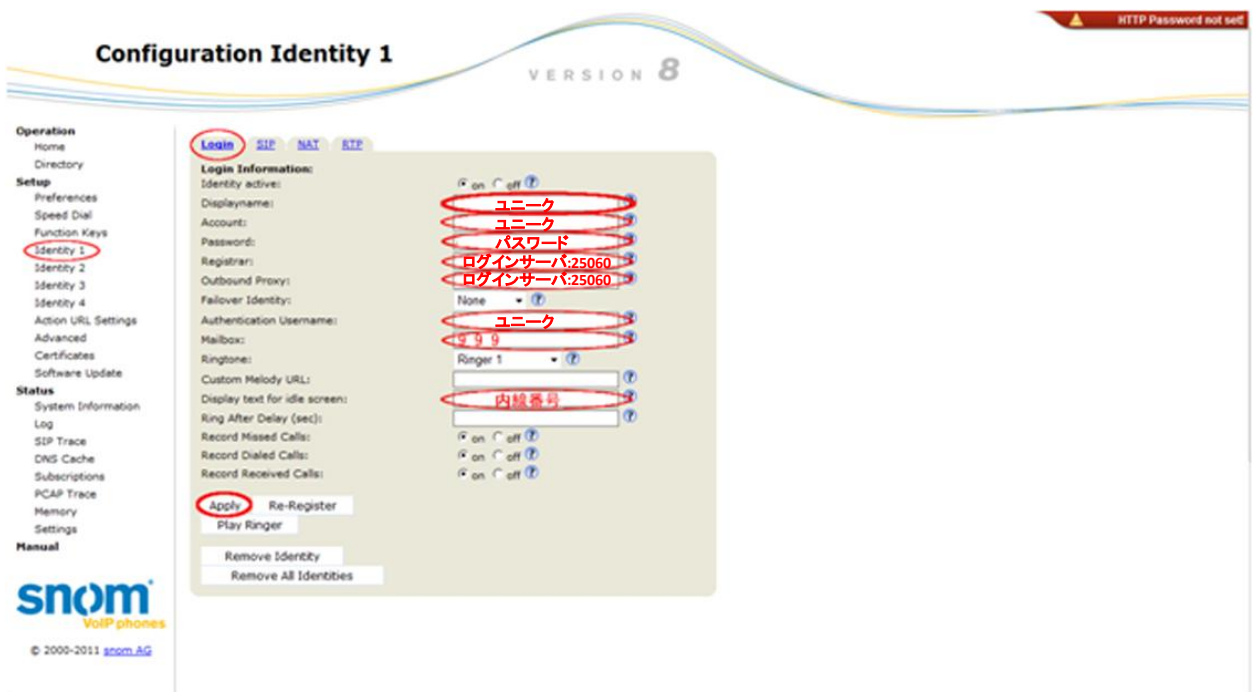 HTTP Password not set!
Configuration Identity 1
VERSION 8
Operation
Home
Directory
Setup
Preferences
Speed Dial
Function Keys
Identity 1
Identity 2
Identity 3
Identity 4
Action URL Settings
Advanced
Certificates
Software Update
Status
System Information
Log
SIP Trace
DNS Cache
Subscriptions
PCAP Trace
Memory
Settings
Manual
snom
VoIP phones
© 2000-2011 snom AG
Login SIP NAT RTP
Login Information:
Identity active: on off ?
Displayname: ユニーク ?
Account: ユニーク ?
Password: パスワード ?
Registrar: ログインサーバ:25060 ?
Outbound Proxy: ログインサーバ:25060 ?
Failover Identity: None ?
Authentication Username: ユニーク ?
Mailbox: 9 9 9 ?
Ringtone: Ringer 1 ?
Custom Melody URL: ?
Display text for idle screen: 内線番号 ?
Ring After Delay (sec): ?
Record Missed Calls: on off ?
Record Dialed Calls: on off ?
Record Received Calls: on off ?
Apply Re-Register
Play Ringer
Remove Identity
Remove All Identities